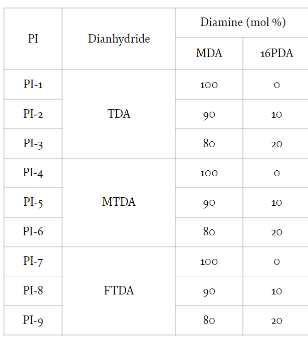 PI Dianhydride Diamine (mol %)
MDA 16PDA
PI-1 100 0
PI-2 TDA 90 10
PI-3 80 20
PI-4 100 0
PI-5 MTDA 90 10
PI-6 80 20
PI-7 100 0
PI-8 FTDA 90 10
PI-9 80 20